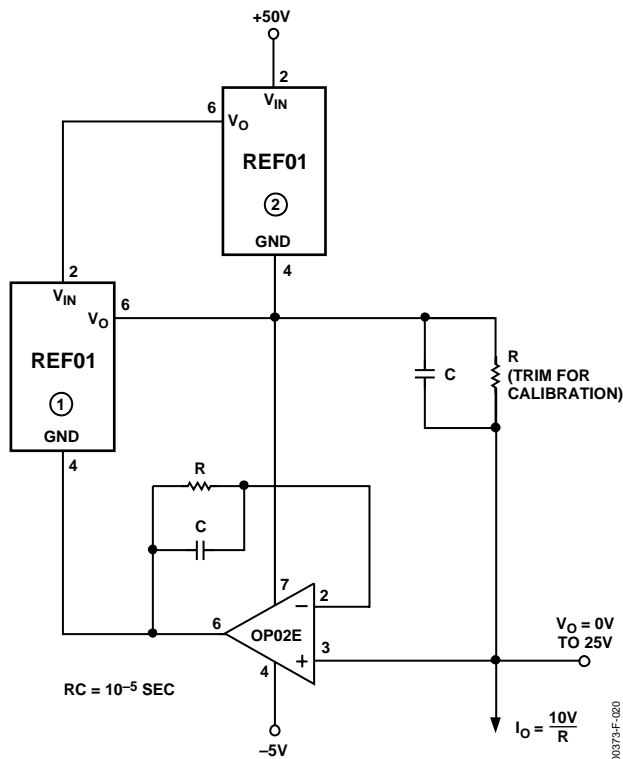 +50V
2
V_IN
6
V_O
REF01
2
GND
4
2
V_IN
6
V_O
REF01
1
GND
4
C
R
(TRIM FOR
CALIBRATION)
R
C
7
2
–
6
OP02E
3
+
4
V_O = 0V
TO 25V
RC = 10^–5 SEC
–5V
I_O = 10V/R
00373-F-020